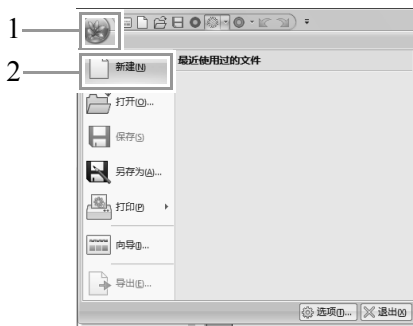 1
2
新建(N)
最近使用过的文件
打开(O)...
保存(S)
另存为(A)...
打印(P)
向导(I)...
导出(E)...
选项(I)...
退出(X)